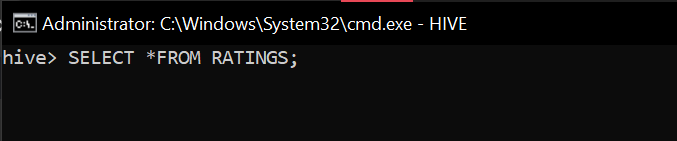 Administrator: C:\Windows\System32\cmd.exe - HIVE
hive> SELECT *FROM RATINGS;